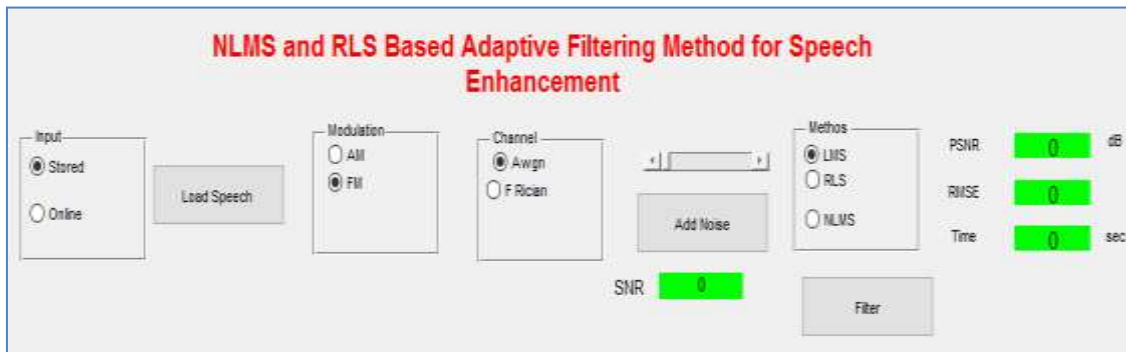 NLMS and RLS Based Adaptive Filtering Method for Speech
Enhancement
Input
Stored
Online
Load Speech
Modulation
AM
FM
Channel
Awgn
F Rician
Add Noise
SNR 0
Methos
LMS
RLS
NLMS
Filter
PSNR 0 dB
RMSE 0
Time 0 sec